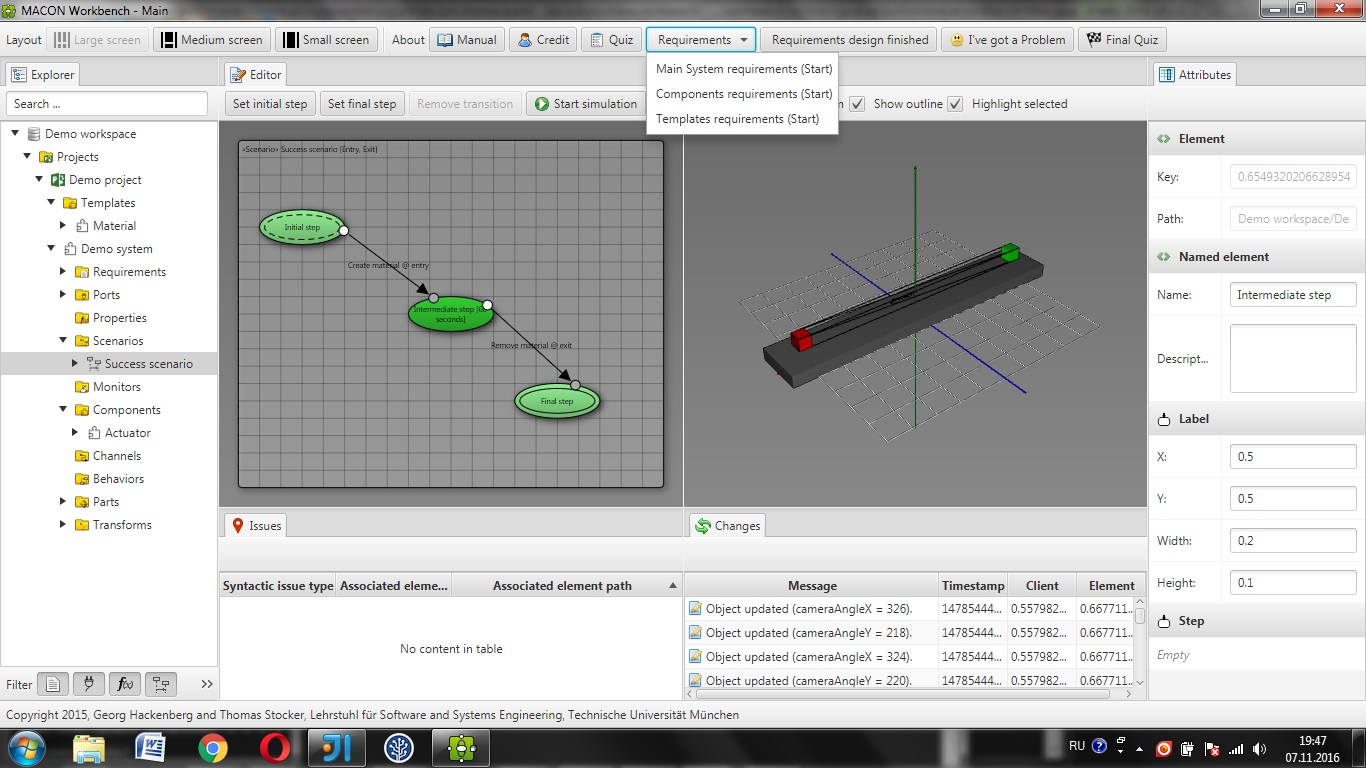 MACON Workbench - Main
Layout Large screen Medium screen Small screen About Manual Credit Quiz Requirements Requirements design finished I've got a Problem Final Quiz
Main System requirements (Start)
Components requirements (Start)
Templates requirements (Start)
Explorer
Search ...
Demo workspace
Projects
Demo project
Templates
Material
Demo system
Requirements
Ports
Properties
Scenarios
Success scenario
Monitors
Components
Actuator
Channels
Behaviors
Parts
Transforms
Filter f(x) >>
Editor
Set initial step Set final step Remove transition Start simulation Show outline Highlight selected
«Scenario» Success scenario [Entry, Exit]
Initial step
Create material @ entry
Intermediate step
seconds]
Remove material @ exit
Final step
Issues
Syntactic issue type Associated eleme... Associated element path
No content in table
Changes
Message Timestamp Client Element
Object updated (cameraAngleX = 326). 14785444... 0.557982... 0.667711...
Object updated (cameraAngleY = 218). 14785444... 0.557982... 0.667711...
Object updated (cameraAngleX = 324). 14785444... 0.557982... 0.667711...
Object updated (cameraAngleY = 220). 14785444... 0.557982... 0.667711...
Attributes
Element
Key: 0.6549320206628954
Path: Demo workspace/De
Named element
Name: Intermediate step
Descript...
Label
X: 0.5
Y: 0.5
Width: 0.2
Height: 0.1
Step
Empty
Copyright 2015, Georg Hackenberg and Thomas Stocker, Lehrstuhl für Software and Systems Engineering, Technische Universität München
RU
19:47
07.11.2016